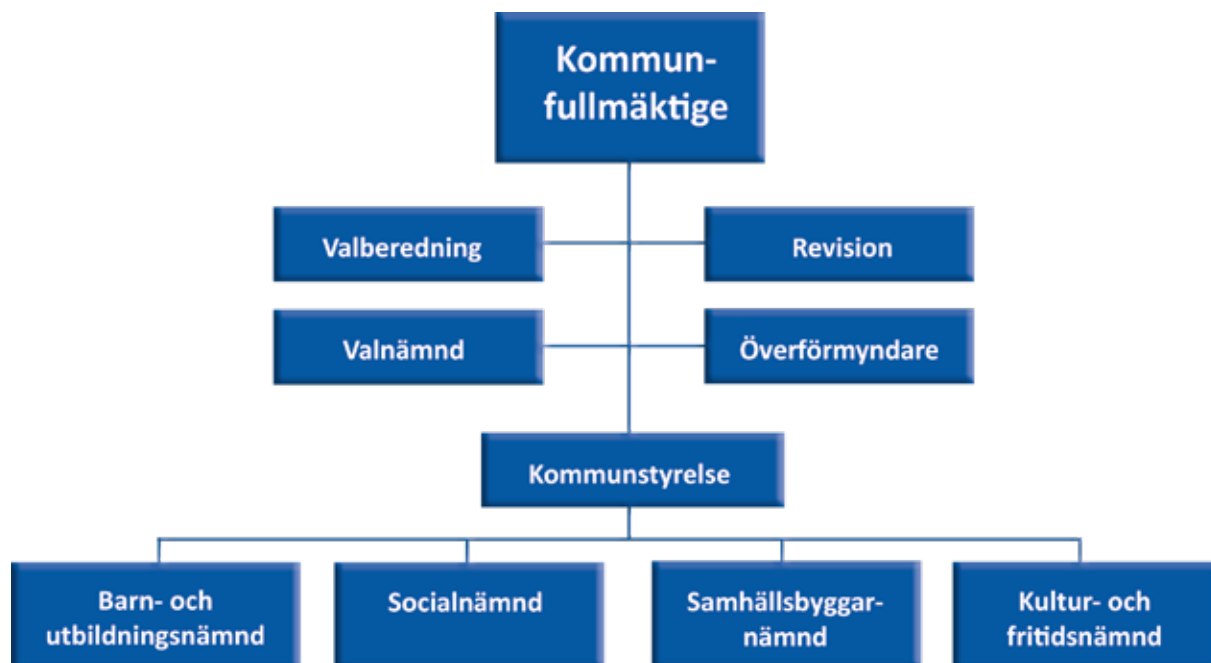 Kommun-
fullmäktige
Valberedning
Revision
Valnämnd
Överförmyndare
Kommunstyrelse
Barn- och
utbildningsnämnd
Socialnämnd
Samhällsbyggar-
nämnd
Kultur- och
fritidsnämnd